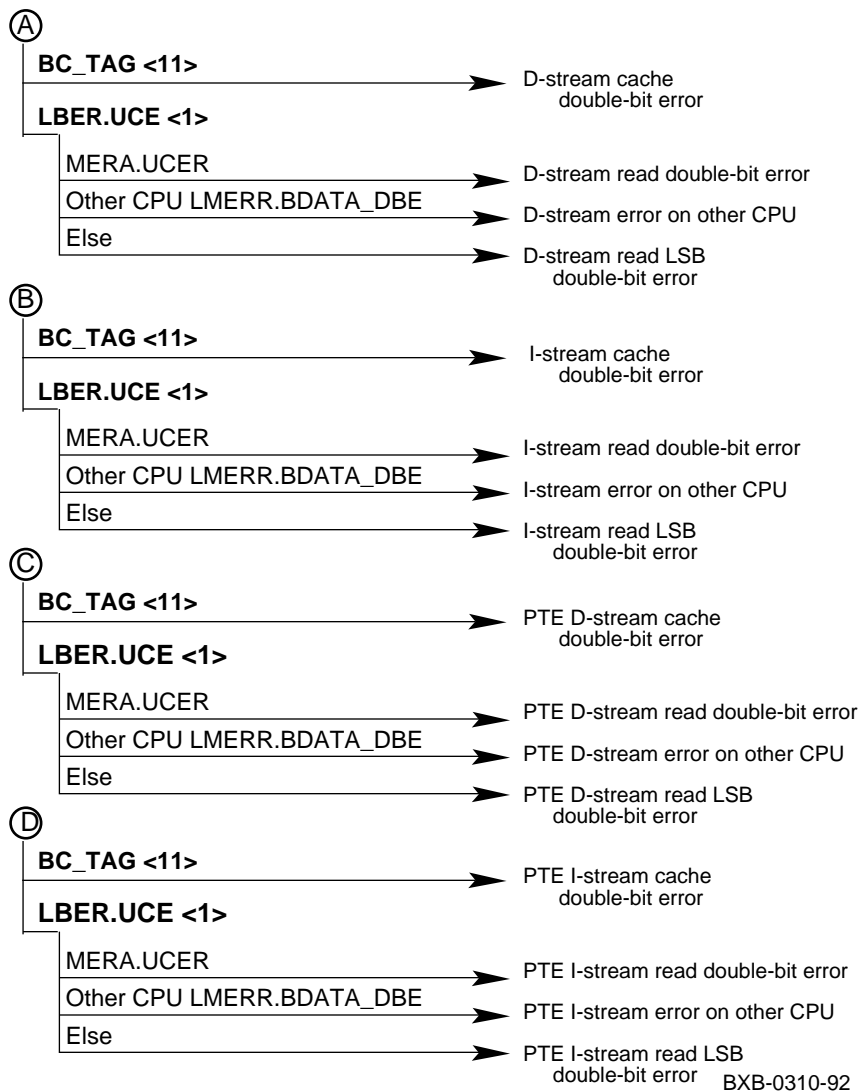 A
BC_TAG <11>
D-stream cache
double-bit error
LBER.UCE <1>
MERA.UCER
D-stream read double-bit error
Other CPU LMERR.BDATA_DBE
D-stream error on other CPU
Else
D-stream read LSB
double-bit error
B
BC_TAG <11>
I-stream cache
double-bit error
LBER.UCE <1>
MERA.UCER
I-stream read double-bit error
Other CPU LMERR.BDATA_DBE
I-stream error on other CPU
Else
I-stream read LSB
double-bit error
C
BC_TAG <11>
PTE D-stream cache
double-bit error
LBER.UCE <1>
MERA.UCER
PTE D-stream read double-bit error
Other CPU LMERR.BDATA_DBE
PTE D-stream error on other CPU
Else
PTE D-stream read LSB
double-bit error
D
BC_TAG <11>
PTE I-stream cache
double-bit error
LBER.UCE <1>
MERA.UCER
PTE I-stream read double-bit error
Other CPU LMERR.BDATA_DBE
PTE I-stream error on other CPU
Else
PTE I-stream read LSB
double-bit error
BXB-0310-92